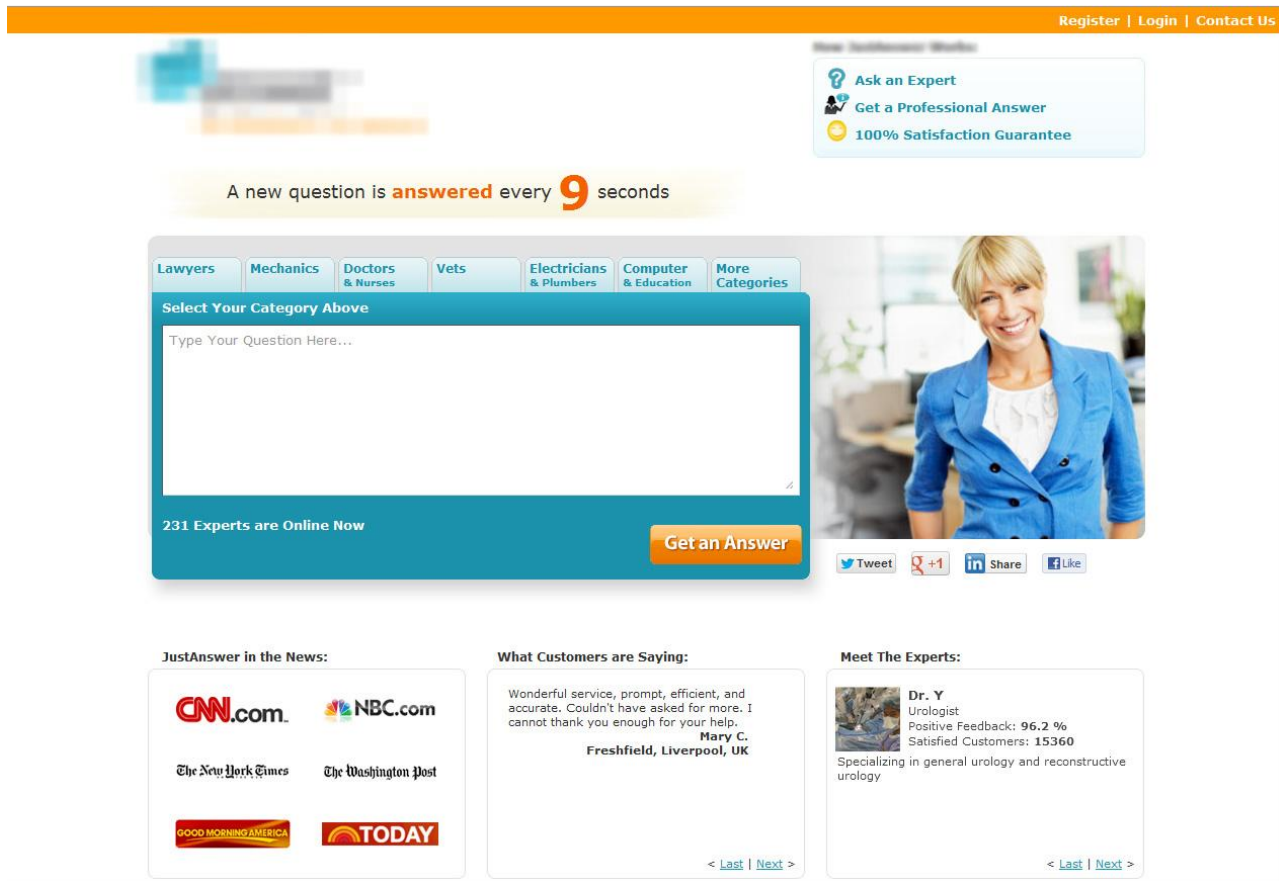 Register | Login | Contact Us
Ask an Expert
Get a Professional Answer
100% Satisfaction Guarantee
A new question is answered every 9 seconds
Lawyers
Mechanics
Doctors
& Nurses
Vets
Electricians
& Plumbers
Computer
& Education
More
Categories
Select Your Category Above
Type Your Question Here...
231 Experts are Online Now
Get an Answer
Tweet
g +1
in Share
f Like
JustAnswer in the News:
CNN.com
NBC.com
The New York Times
The Washington Post
GOOD MORNING AMERICA
TODAY
What Customers are Saying:
Wonderful service, prompt, efficient, and
accurate. Couldn't have asked for more. I
cannot thank you enough for your help.
Mary C.
Freshfield, Liverpool, UK
< Last | Next >
Meet The Experts:
Dr. Y
Urologist
Positive Feedback: 96.2 %
Satisfied Customers: 15360
Specializing in general urology and reconstructive
urology
< Last | Next >